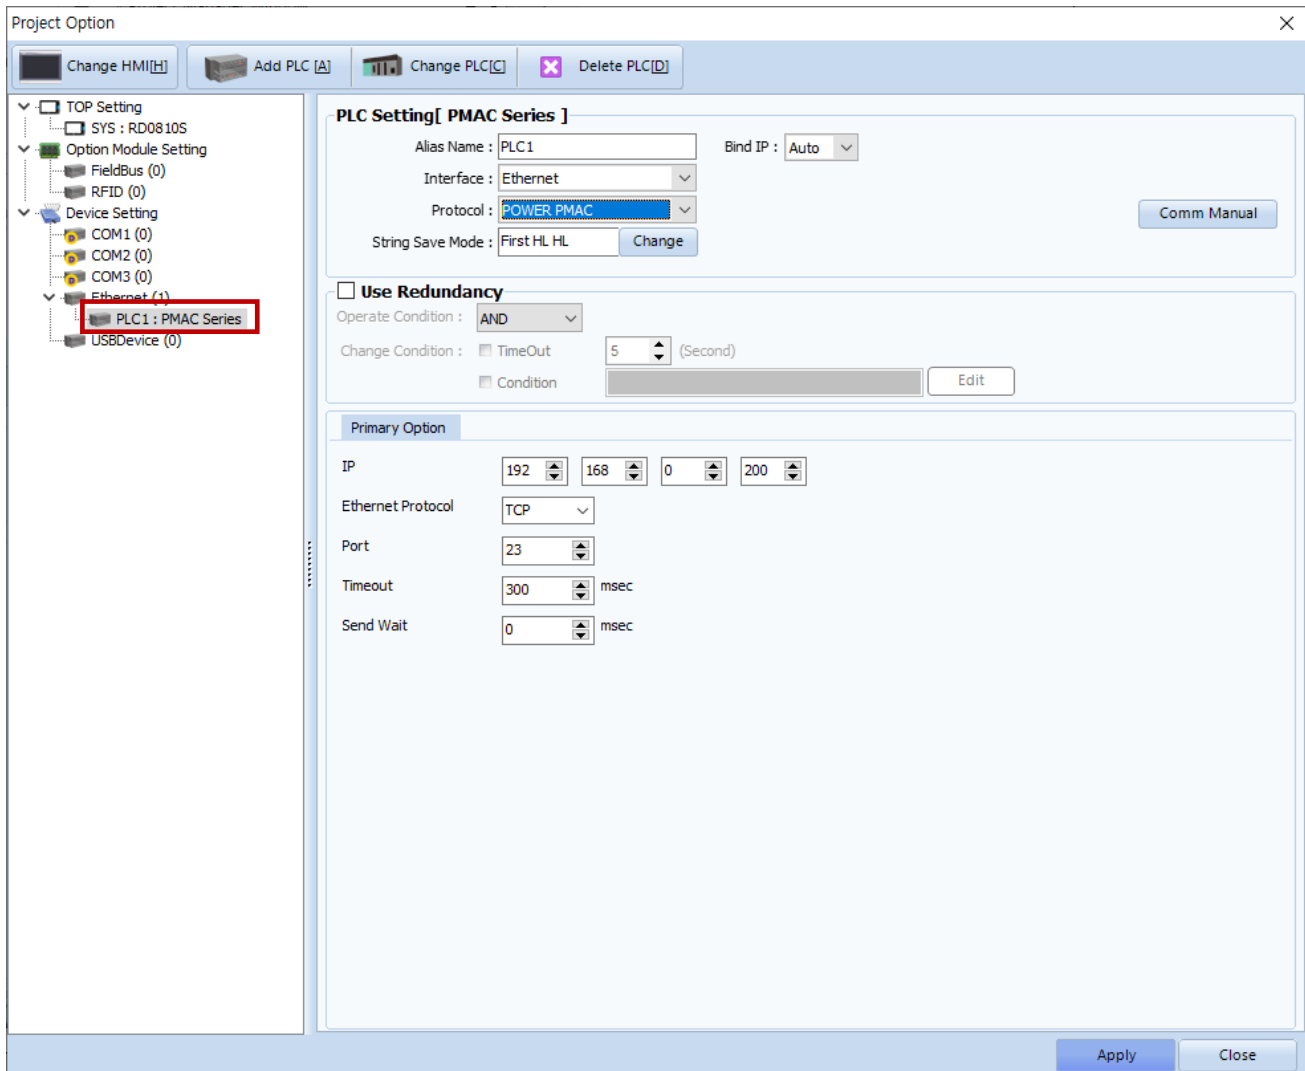 Project Option
Change HMI[H]
Add PLC [A]
Change PLC[C]
Delete PLC[D]
TOP Setting
SYS : RD0810S
Option Module Setting
FieldBus (0)
RFID (0)
Device Setting
COM1 (0)
COM2 (0)
COM3 (0)
Ethernet (1)
PLC1 : PMAC Series
USBDevice (0)
PLC Setting[ PMAC Series ]
Alias Name : PLC1 Bind IP : Auto
Interface : Ethernet
Protocol : POWER PMAC Comm Manual
String Save Mode : First HL HL Change
Use Redundancy
Operate Condition : AND
Change Condition : TimeOut 5 (Second)
Condition Edit
Primary Option
IP 192 168 0 200
Ethernet Protocol TCP
Port 23
Timeout 300 msec
Send Wait 0 msec
Apply Close